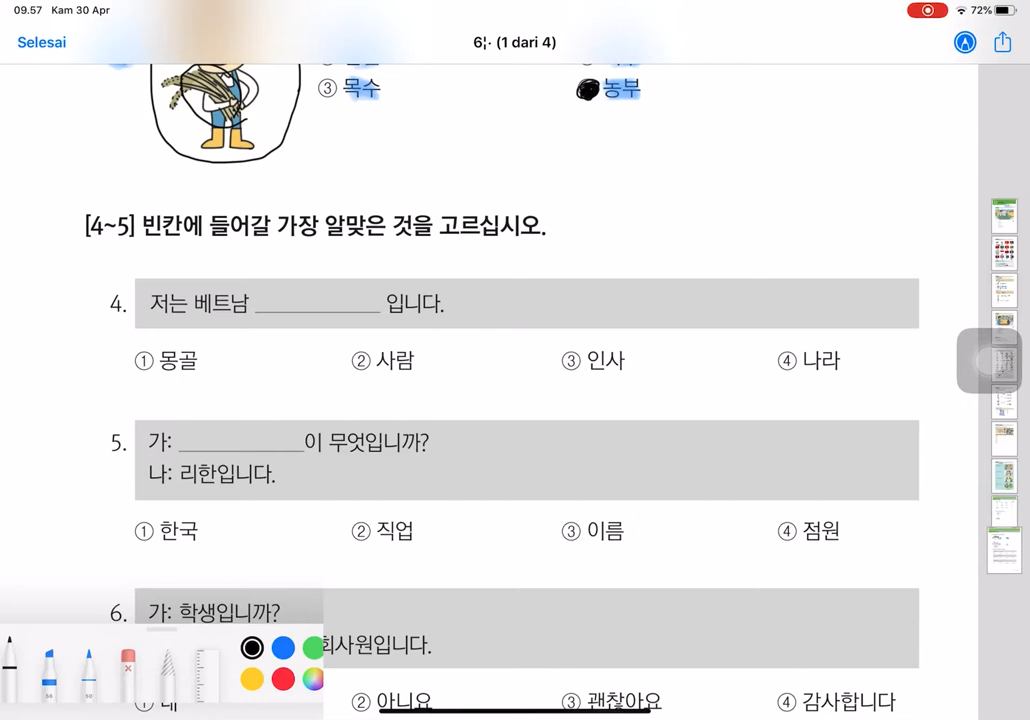 09.57 Kam 30 Apr
72%
Selesai
6¦· (1 dari 4)
③ 목수
농부
[4~5] 빈칸에 들어갈 가장 알맞은 것을 고르십시오.
4. 저는 베트남 ____________ 입니다.
① 몽골 ② 사람 ③ 인사 ④ 나라
5. 가: ____________이 무엇입니까?
나: 리한입니다.
① 한국 ② 직업 ③ 이름 ④ 점원
6. 가: 학생입니까?
회사원입니다.
① 네 ② 아니요 ③ 괜찮아요 ④ 감사합니다